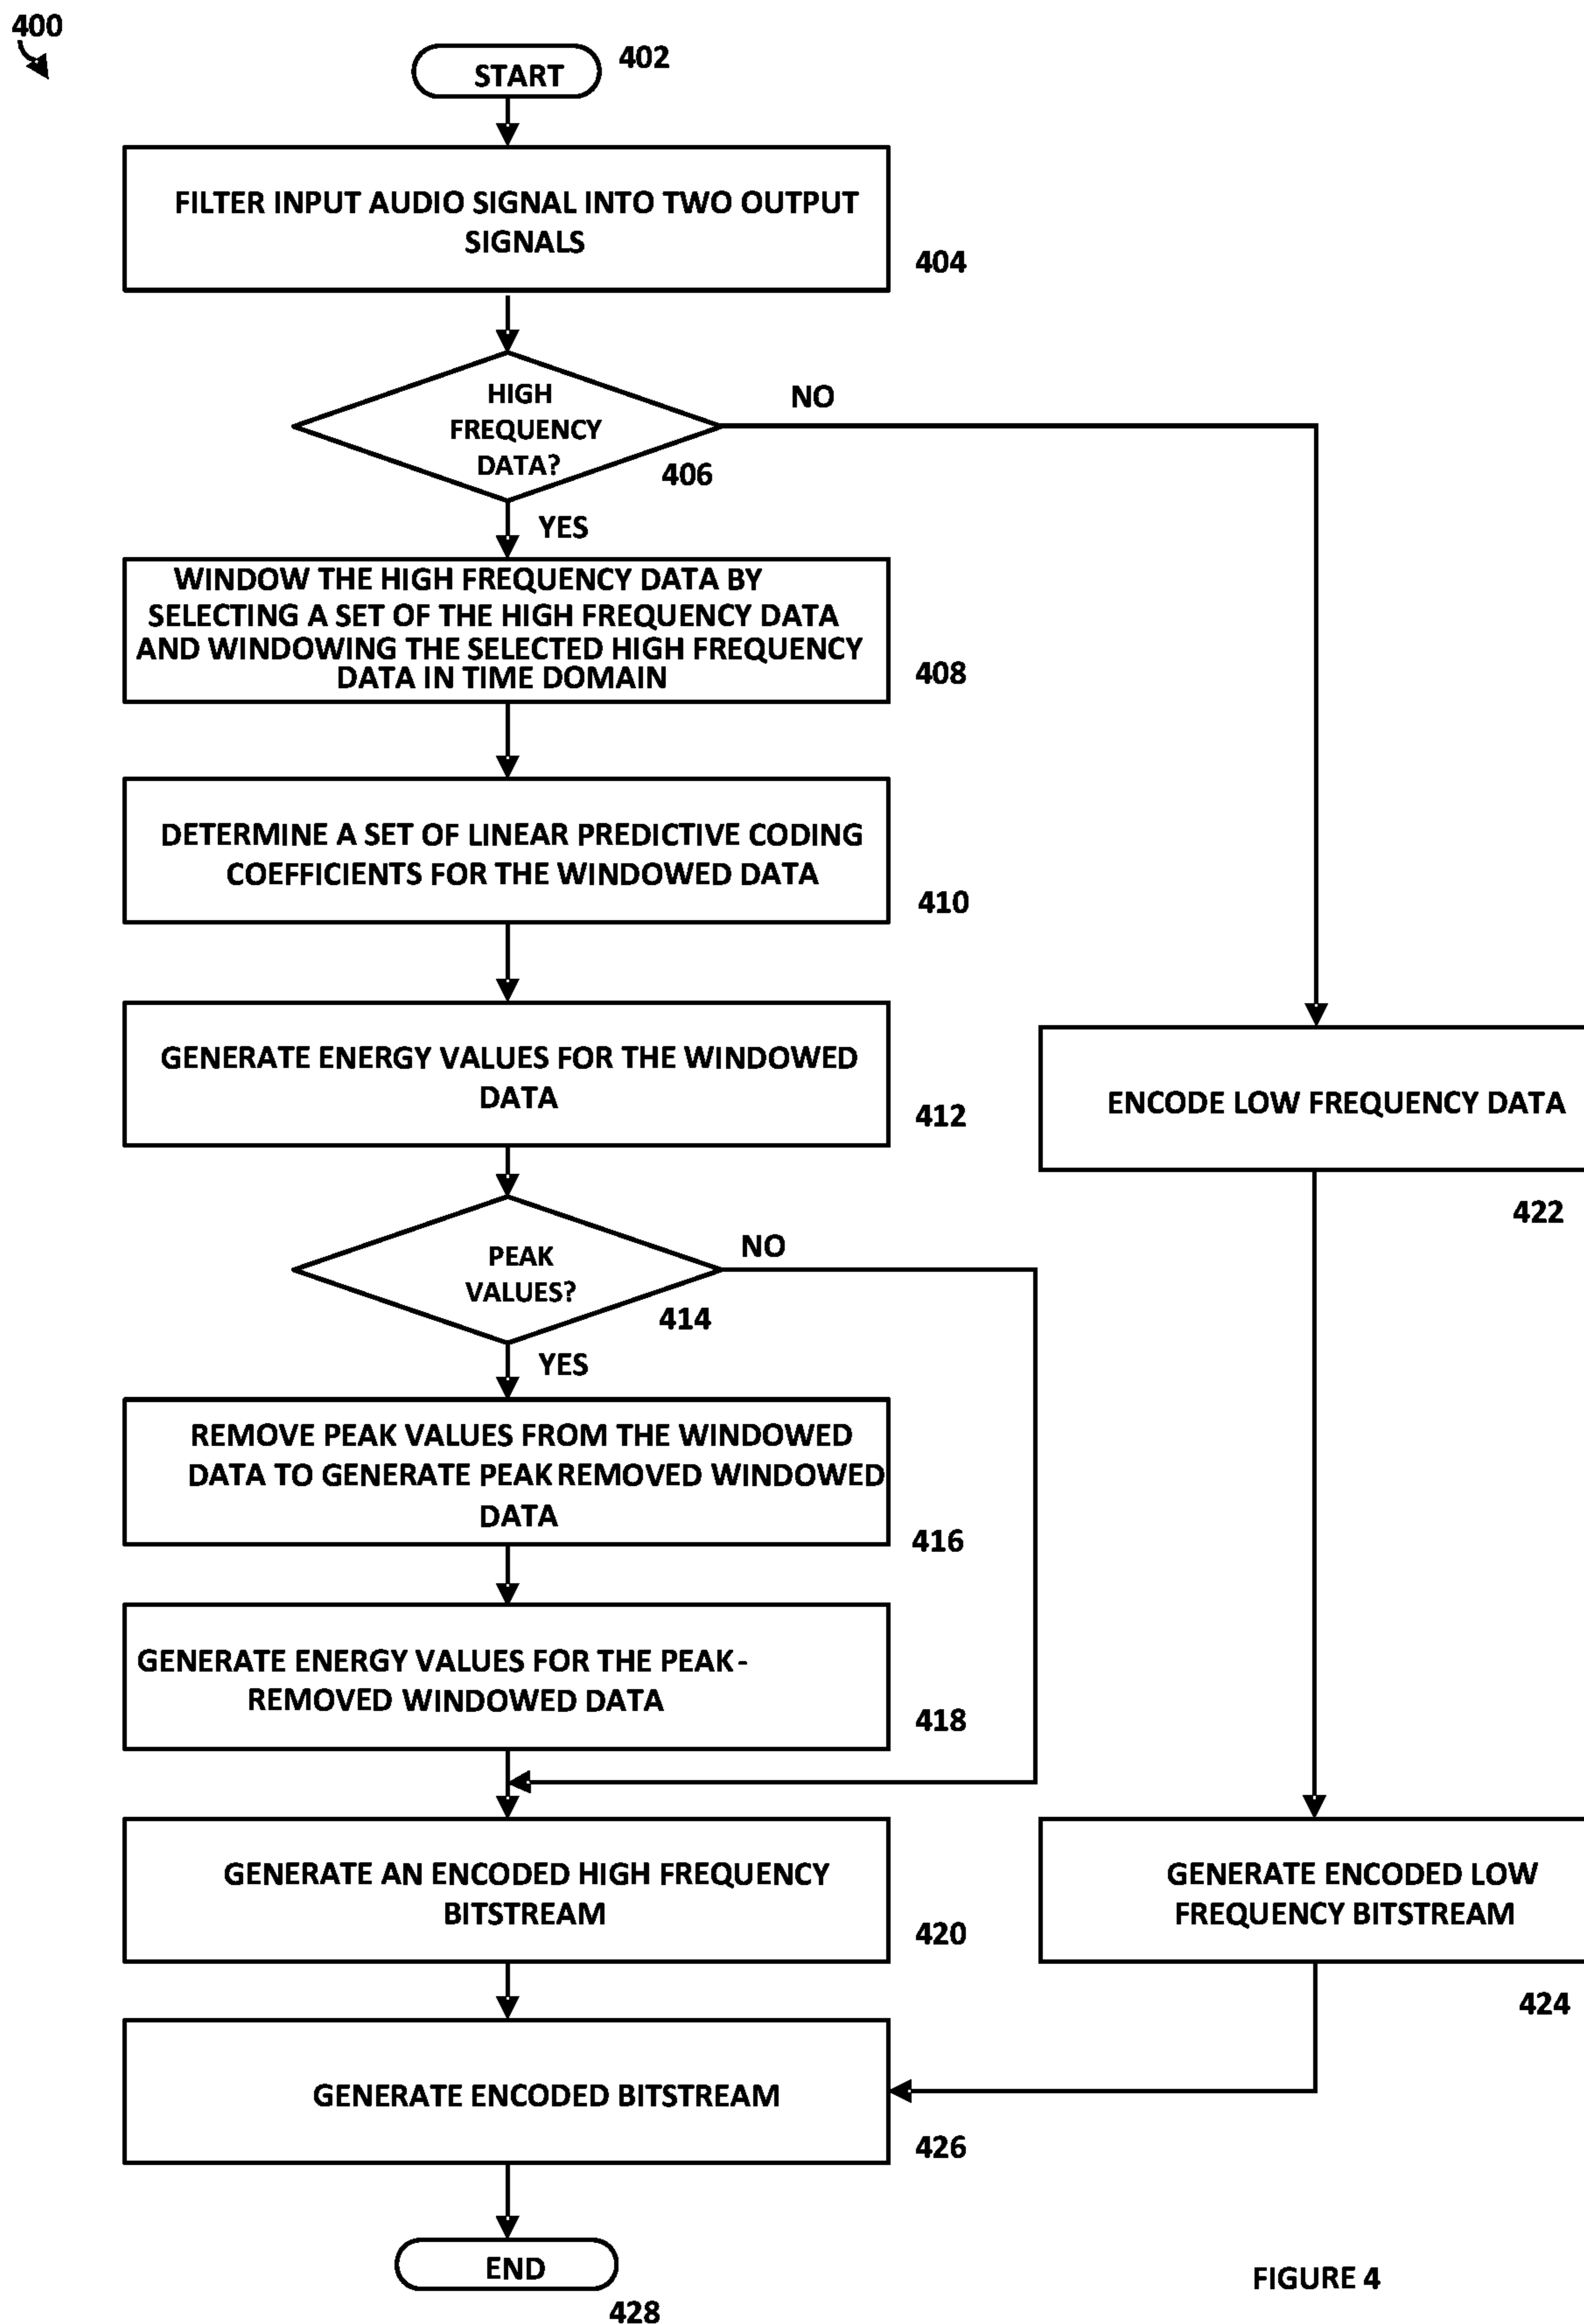 400
START
402
FILTER INPUT AUDIO SIGNAL INTO TWO OUTPUT
SIGNALS
404
HIGH
FREQUENCY
DATA?
406
NO
YES
WINDOW THE HIGH FREQUENCY DATA BY
SELECTING A SET OF THE HIGH FREQUENCY DATA
AND WINDOWING THE SELECTED HIGH FREQUENCY
DATA IN TIME DOMAIN
408
DETERMINE A SET OF LINEAR PREDICTIVE CODING
COEFFICIENTS FOR THE WINDOWED DATA
410
GENERATE ENERGY VALUES FOR THE WINDOWED
DATA
412
ENCODE LOW FREQUENCY DATA
422
PEAK
VALUES?
414
NO
YES
REMOVE PEAK VALUES FROM THE WINDOWED
DATA TO GENERATE PEAK REMOVED WINDOWED
DATA
416
GENERATE ENERGY VALUES FOR THE PEAK-
REMOVED WINDOWED DATA
418
GENERATE AN ENCODED HIGH FREQUENCY
BITSTREAM
420
GENERATE ENCODED LOW
FREQUENCY BITSTREAM
424
GENERATE ENCODED BITSTREAM
426
END
428
FIGURE 4